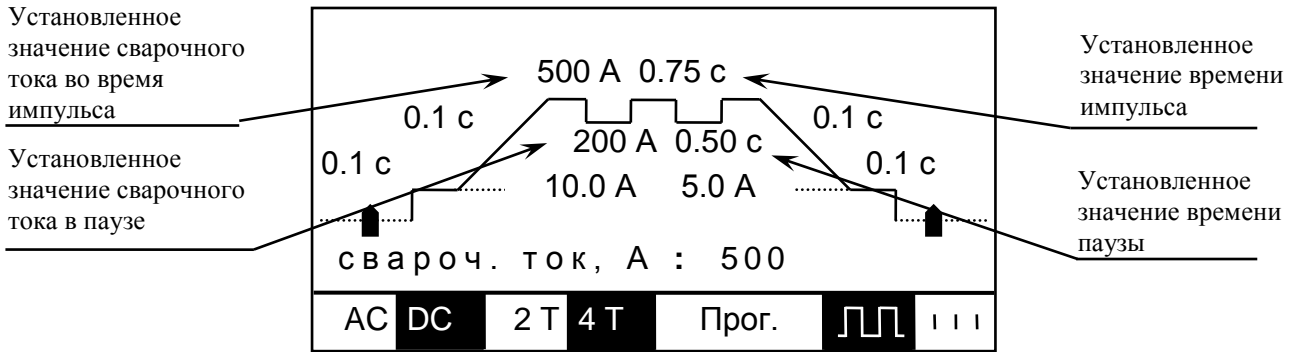 Установленное
значение сварочного
тока во время
импульса
Установленное
значение сварочного
тока в паузе
500 А 0.75 с
0.1 с
0.1 с
200 А 0.50 с
0.1 с
0.1 с
10.0 А 5.0 А
свароч. ток, А : 500
AC DC 2 Т 4 Т Прог.
Установленное
значение времени
импульса
Установленное
значение времени
паузы